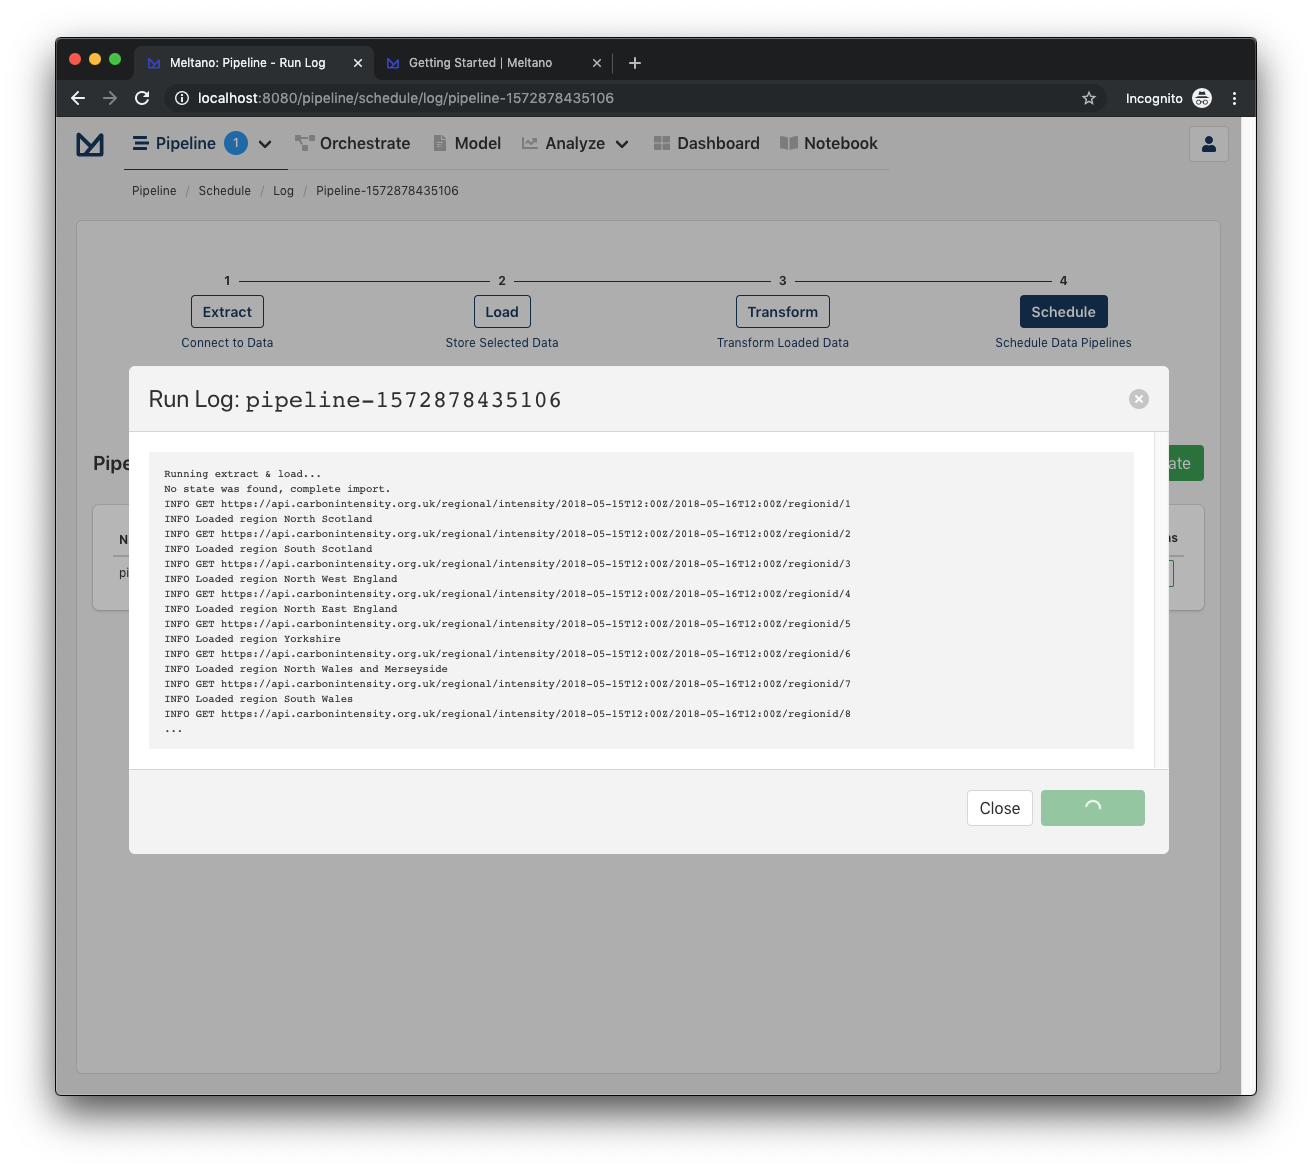 Meltano: Pipeline - Run Log
Getting Started | Meltano
localhost:8080/pipeline/schedule/log/pipeline-1572878435106
Incognito
Pipeline 1 Orchestrate Model Analyze Dashboard Notebook
Pipeline / Schedule / Log / Pipeline-1572878435106
1 2 3 4
Extract Load Transform Schedule
Connect to Data Store Selected Data Transform Loaded Data Schedule Data Pipelines
Run Log: pipeline-1572878435106
Pipe
ate
N
pi
Running extract & load...
No state was found, complete import.
INFO GET https://api.carbonintensity.org.uk/regional/intensity/2018-05-15T12:00Z/2018-05-16T12:00Z/regionid/1
INFO Loaded region North Scotland
INFO GET https://api.carbonintensity.org.uk/regional/intensity/2018-05-15T12:00Z/2018-05-16T12:00Z/regionid/2
INFO Loaded region South Scotland
INFO GET https://api.carbonintensity.org.uk/regional/intensity/2018-05-15T12:00Z/2018-05-16T12:00Z/regionid/3
INFO Loaded region North West England
INFO GET https://api.carbonintensity.org.uk/regional/intensity/2018-05-15T12:00Z/2018-05-16T12:00Z/regionid/4
INFO Loaded region North East England
INFO GET https://api.carbonintensity.org.uk/regional/intensity/2018-05-15T12:00Z/2018-05-16T12:00Z/regionid/5
INFO Loaded region Yorkshire
INFO GET https://api.carbonintensity.org.uk/regional/intensity/2018-05-15T12:00Z/2018-05-16T12:00Z/regionid/6
INFO Loaded region North Wales and Merseyside
INFO GET https://api.carbonintensity.org.uk/regional/intensity/2018-05-15T12:00Z/2018-05-16T12:00Z/regionid/7
INFO Loaded region South Wales
INFO GET https://api.carbonintensity.org.uk/regional/intensity/2018-05-15T12:00Z/2018-05-16T12:00Z/regionid/8
...
Close